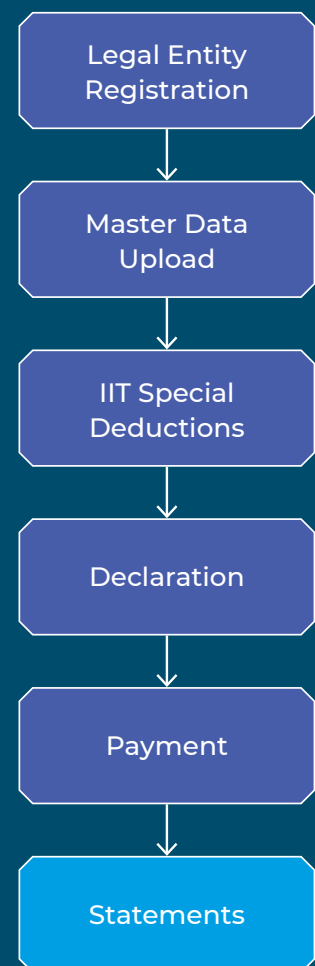 Legal Entity
Registration
Master Data
Upload
IIT Special
Deductions
Declaration
Payment
Statements